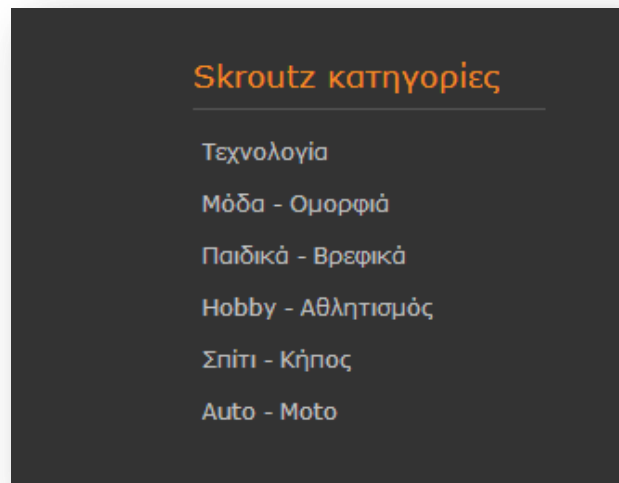 Skroutz κατηγορίες
Τεχνολογία
Μόδα - Ομορφιά
Παιδικά - Βρεφικά
Hobby - Αθλητισμός
Σπίτι - Κήπος
Auto - Moto